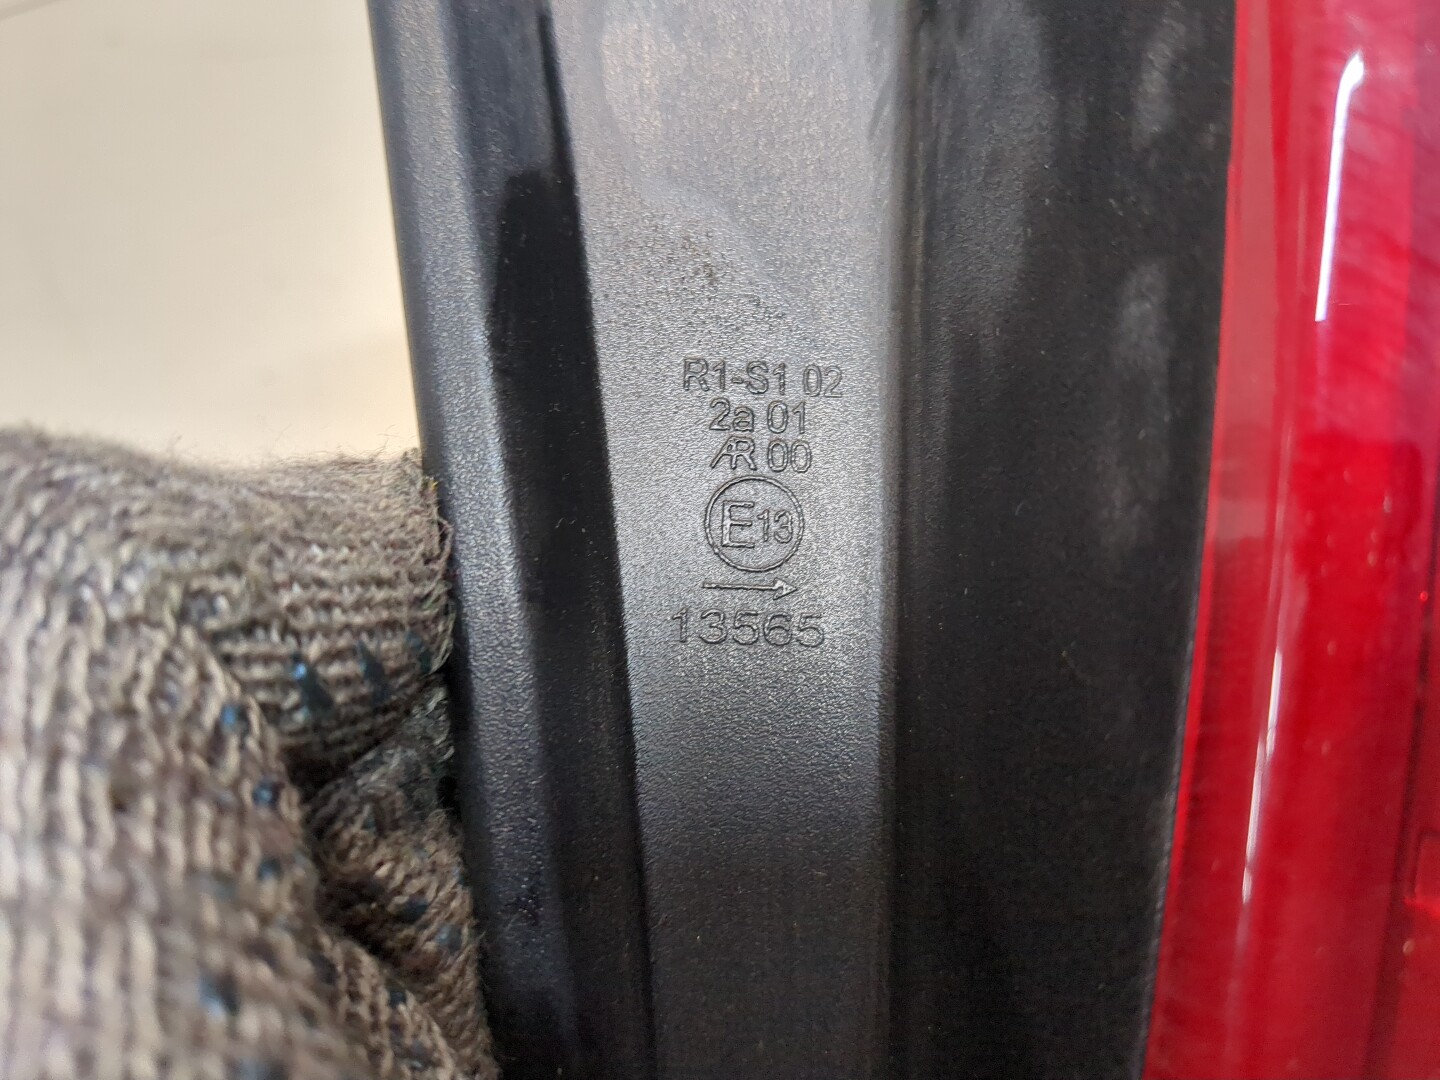 R1-S1 02
2a 01
AR 00
E13
→
13565